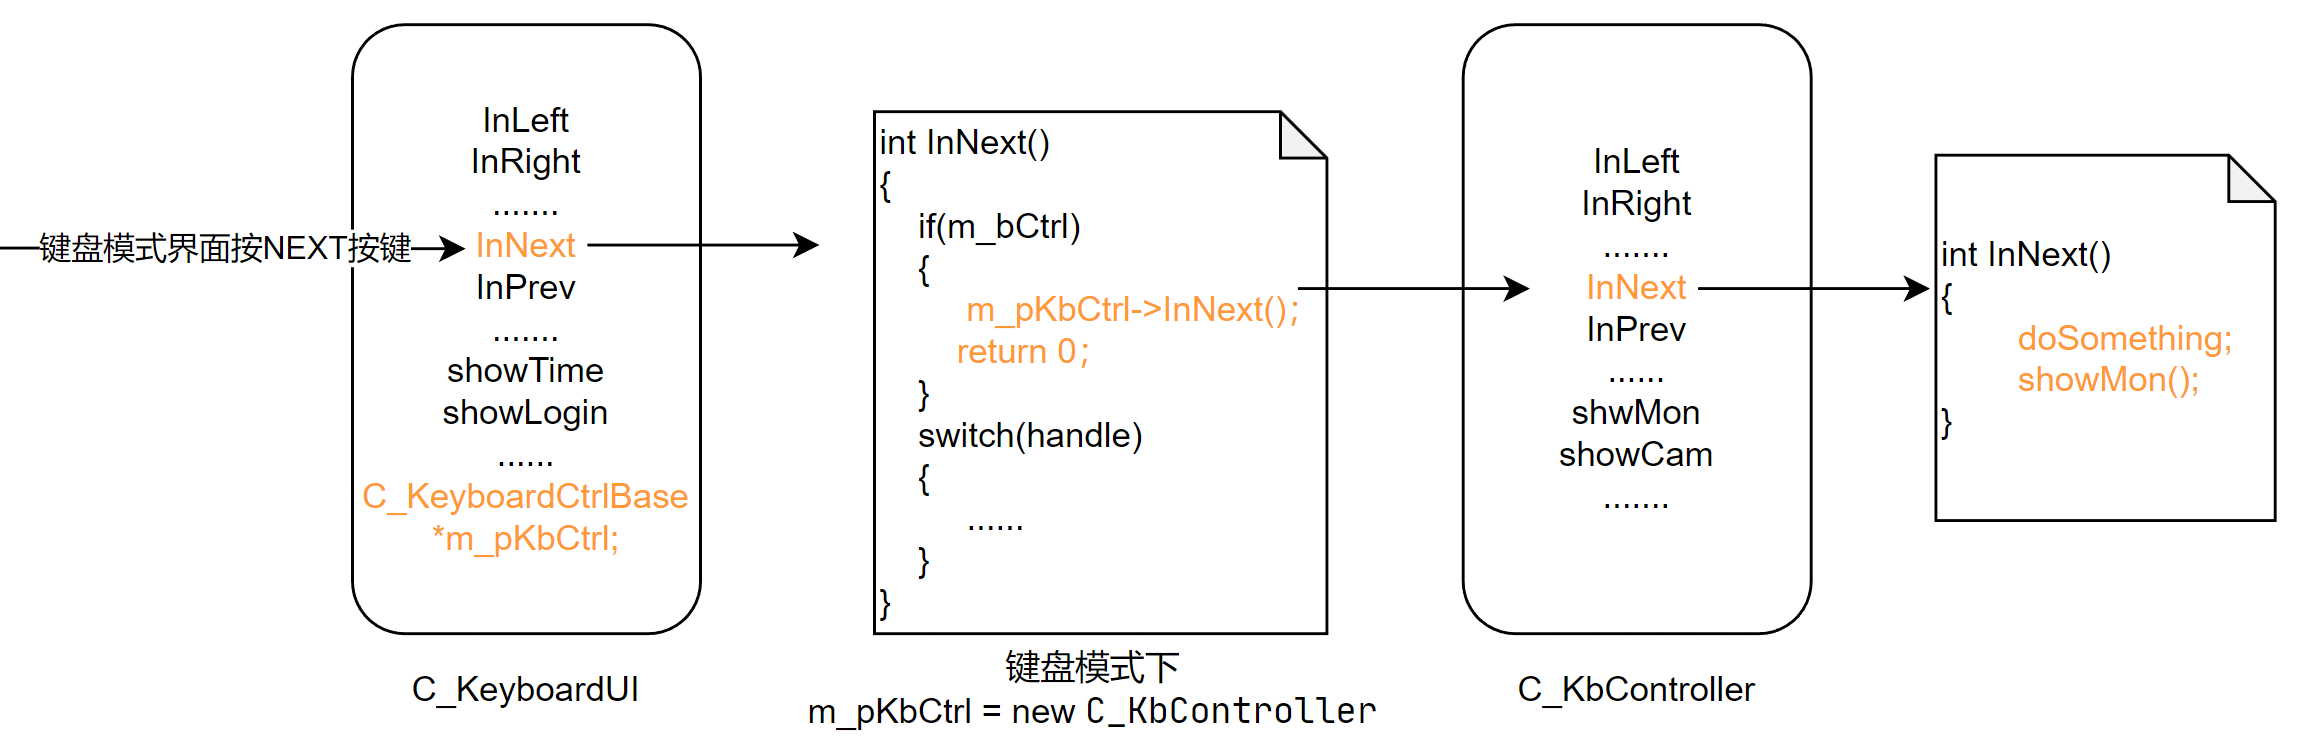 键盘模式界面按NEXT按键
InLeft
InRight
.......
InNext
InPrev
.......
showTime
showLogin
......
C_KeyboardCtrlBase
*m_pKbCtrl;
C_KeyboardUI
int InNext()
{
if(m_bCtrl)
{
m_pKbCtrl->InNext();
return 0;
}
switch(handle)
{
......
}
}
键盘模式下
m_pKbCtrl = new C_KbController
InLeft
InRight
.......
InNext
InPrev
......
shwMon
showCam
.......
C_KbController
int InNext()
{
doSomething;
showMon();
}